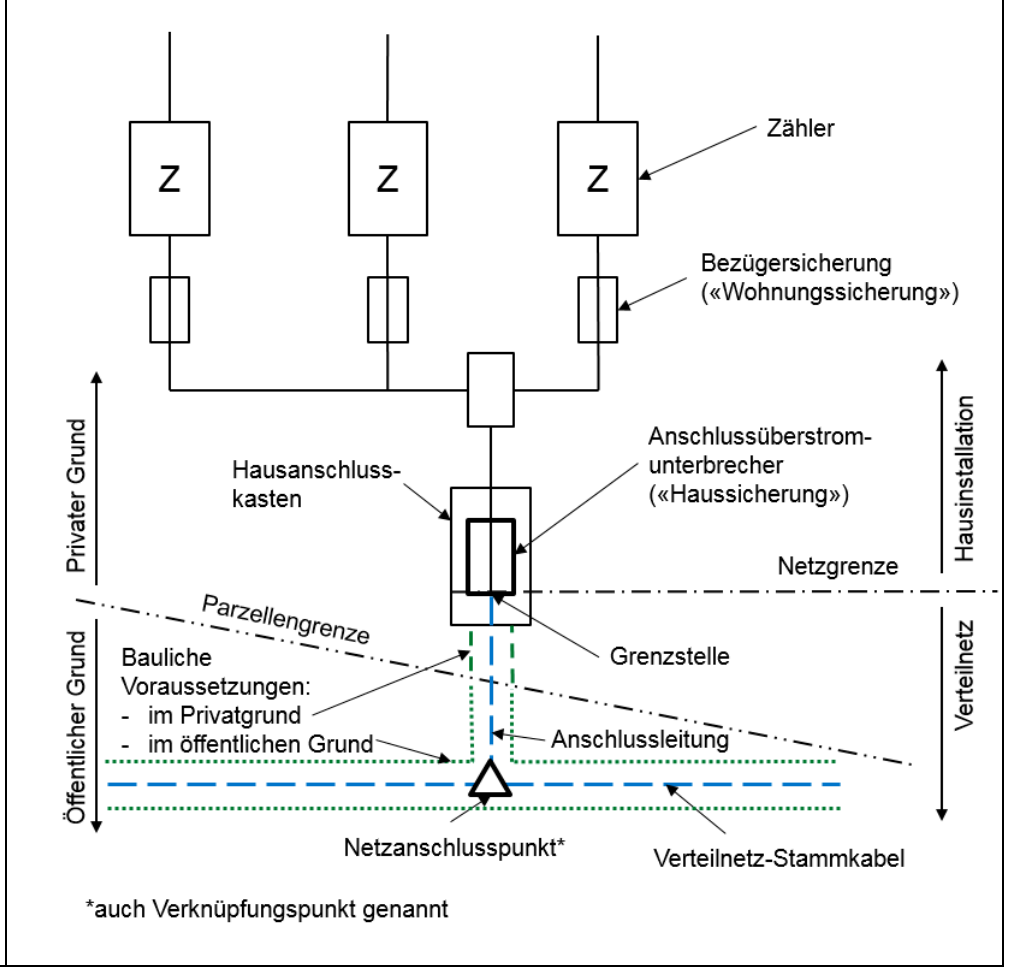 Z
Z
Z
Zähler
Bezügersicherung
(«Wohnungssicherung»)
Privater Grund
Hausanschluss-
kasten
Anschlussüberstrom-
unterbrecher
(«Haussicherung»)
Hausinstallation
Netzgrenze
Parzellengrenze
Öffentlicher Grund
Bauliche
Voraussetzungen:
- im Privatgrund
- im öffentlichen Grund
Grenzstelle
Anschlussleitung
Verteilnetz
Netzanschlusspunkt*
Verteilnetz-Stammkabel
*auch Verknüpfungspunkt genannt